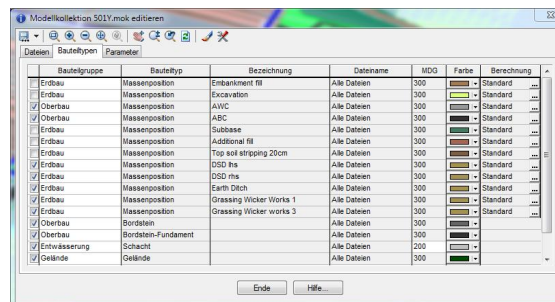 Modellkollektion 501Y.mok editieren
Dateien Bauteiltypen Parameter
Bauteilgruppe Bauteiltyp Bezeichnung Dateiname MDG Farbe Berechnung
Erdbau Massenposition Embankment fill Alle Dateien 300 Standard ...
Erdbau Massenposition Excavation Alle Dateien 300 Standard ...
Oberbau Massenposition AWC Alle Dateien 300 Standard ...
Oberbau Massenposition ABC Alle Dateien 300 Standard ...
Erdbau Massenposition Subbase Alle Dateien 300 Standard ...
Erdbau Massenposition Additional fill Alle Dateien 300 Standard ...
Erdbau Massenposition Top soil stripping 20cm Alle Dateien 300 Standard ...
Erdbau Massenposition DSD lhs Alle Dateien 300 Standard ...
Erdbau Massenposition DSD rhs Alle Dateien 300 Standard ...
Erdbau Massenposition Earth Ditch Alle Dateien 300 Standard ...
Erdbau Massenposition Grassing Wicker Works 1 Alle Dateien 300 Standard ...
Erdbau Massenposition Grassing Wicker works 3 Alle Dateien 300 Standard ...
Oberbau Bordstein Alle Dateien 300
Oberbau Bordstein-Fundament Alle Dateien 300
Entwässerung Schacht Alle Dateien 200
Gelände Gelände Alle Dateien 300
Ende Hilfe...